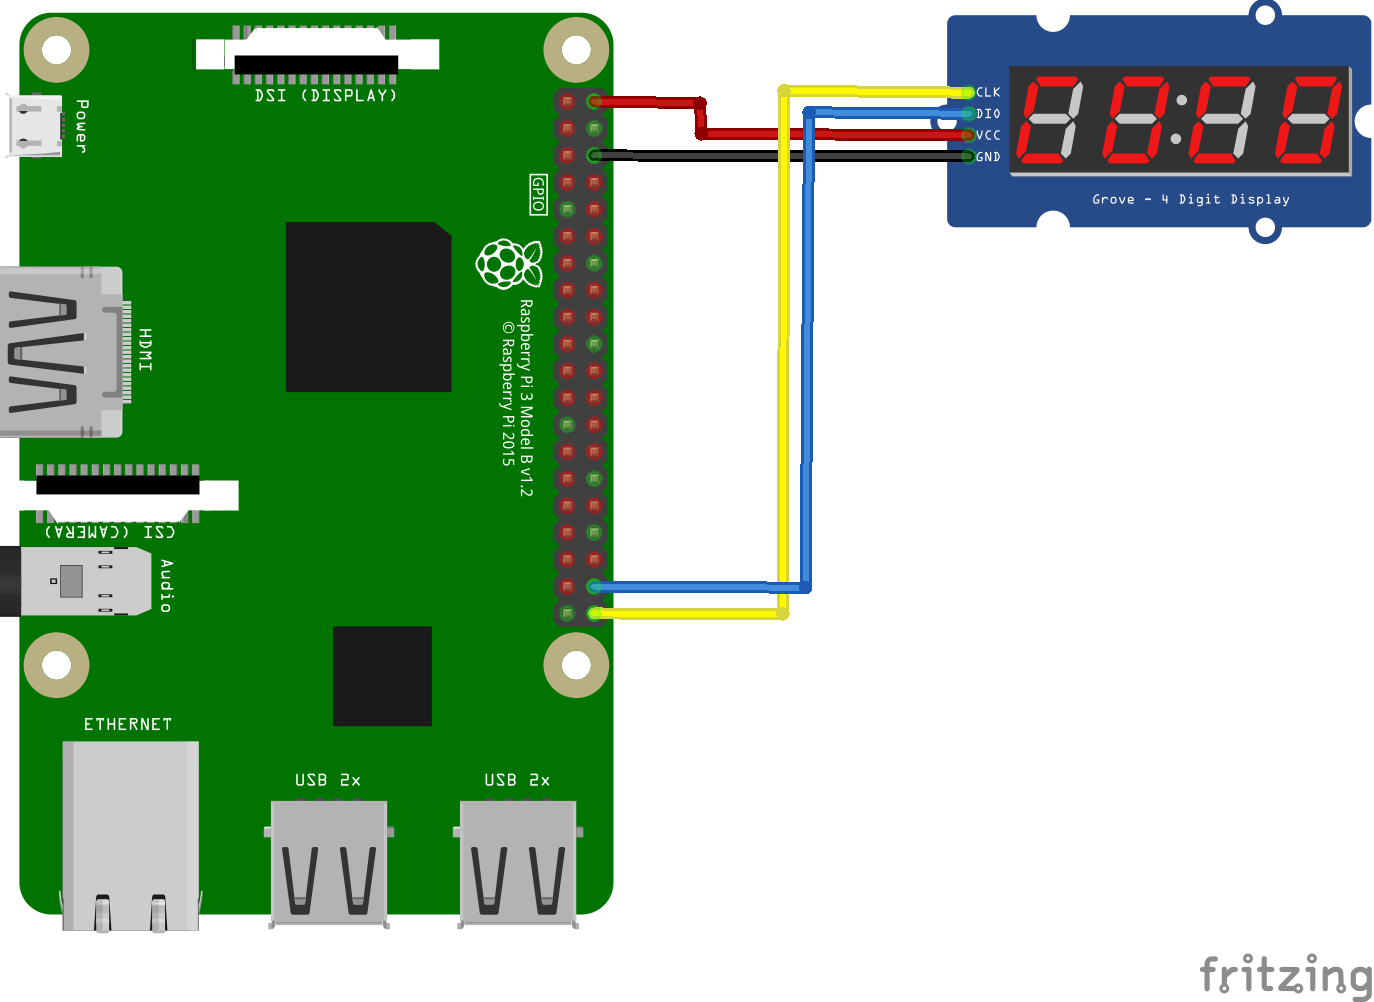 DSI (DISPLAY)
Power
CLK
DIO
VCC
GND
Grove - 4 Digit Display
GPIO
HDMI
Raspberry Pi 3 Model B v1.2
© Raspberry Pi 2015
CSI (CAMERA)
Audio
ETHERNET
USB 2x
USB 2x
fritzing